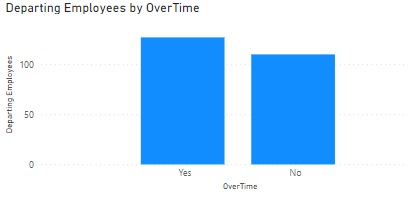 Departing Employees by OverTime
Departing Employees
100
50
0
Yes
No
OverTime